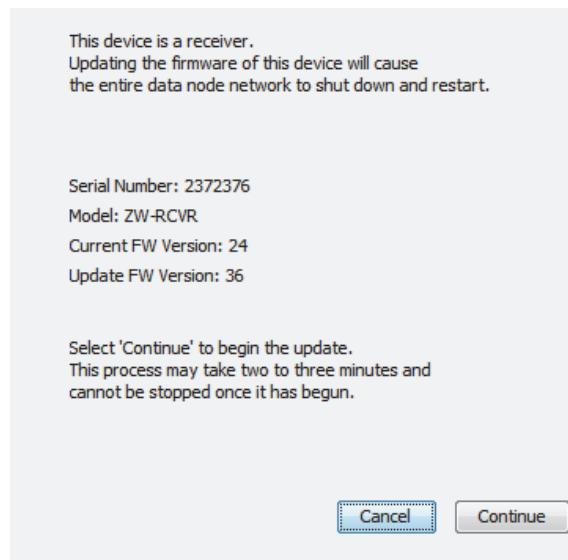 This device is a receiver.
Updating the firmware of this device will cause
the entire data node network to shut down and restart.
Serial Number: 2372376
Model: ZW-RCVR
Current FW Version: 24
Update FW Version: 36
Select 'Continue' to begin the update.
This process may take two to three minutes and
cannot be stopped once it has begun.
Cancel Continue